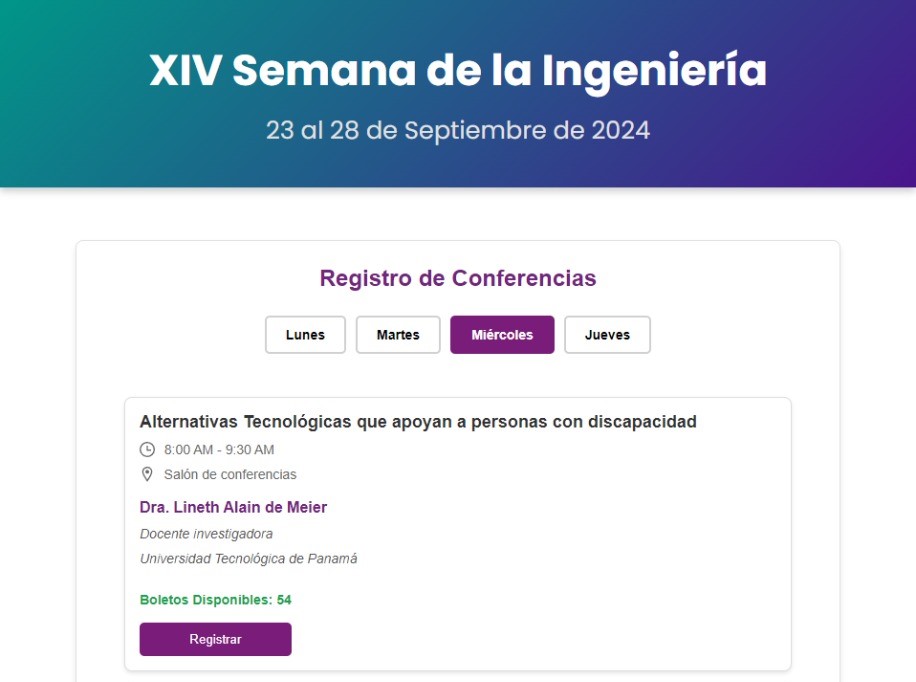 XIV Semana de la Ingeniería
23 al 28 de Septiembre de 2024
Registro de Conferencias
Lunes
Martes
Miércoles
Jueves
Alternativas Tecnológicas que apoyan a personas con discapacidad
8:00 AM - 9:30 AM
Salón de conferencias
Dra. Lineth Alain de Meier
Docente investigadora
Universidad Tecnológica de Panamá
Boletos Disponibles: 54
Registrar